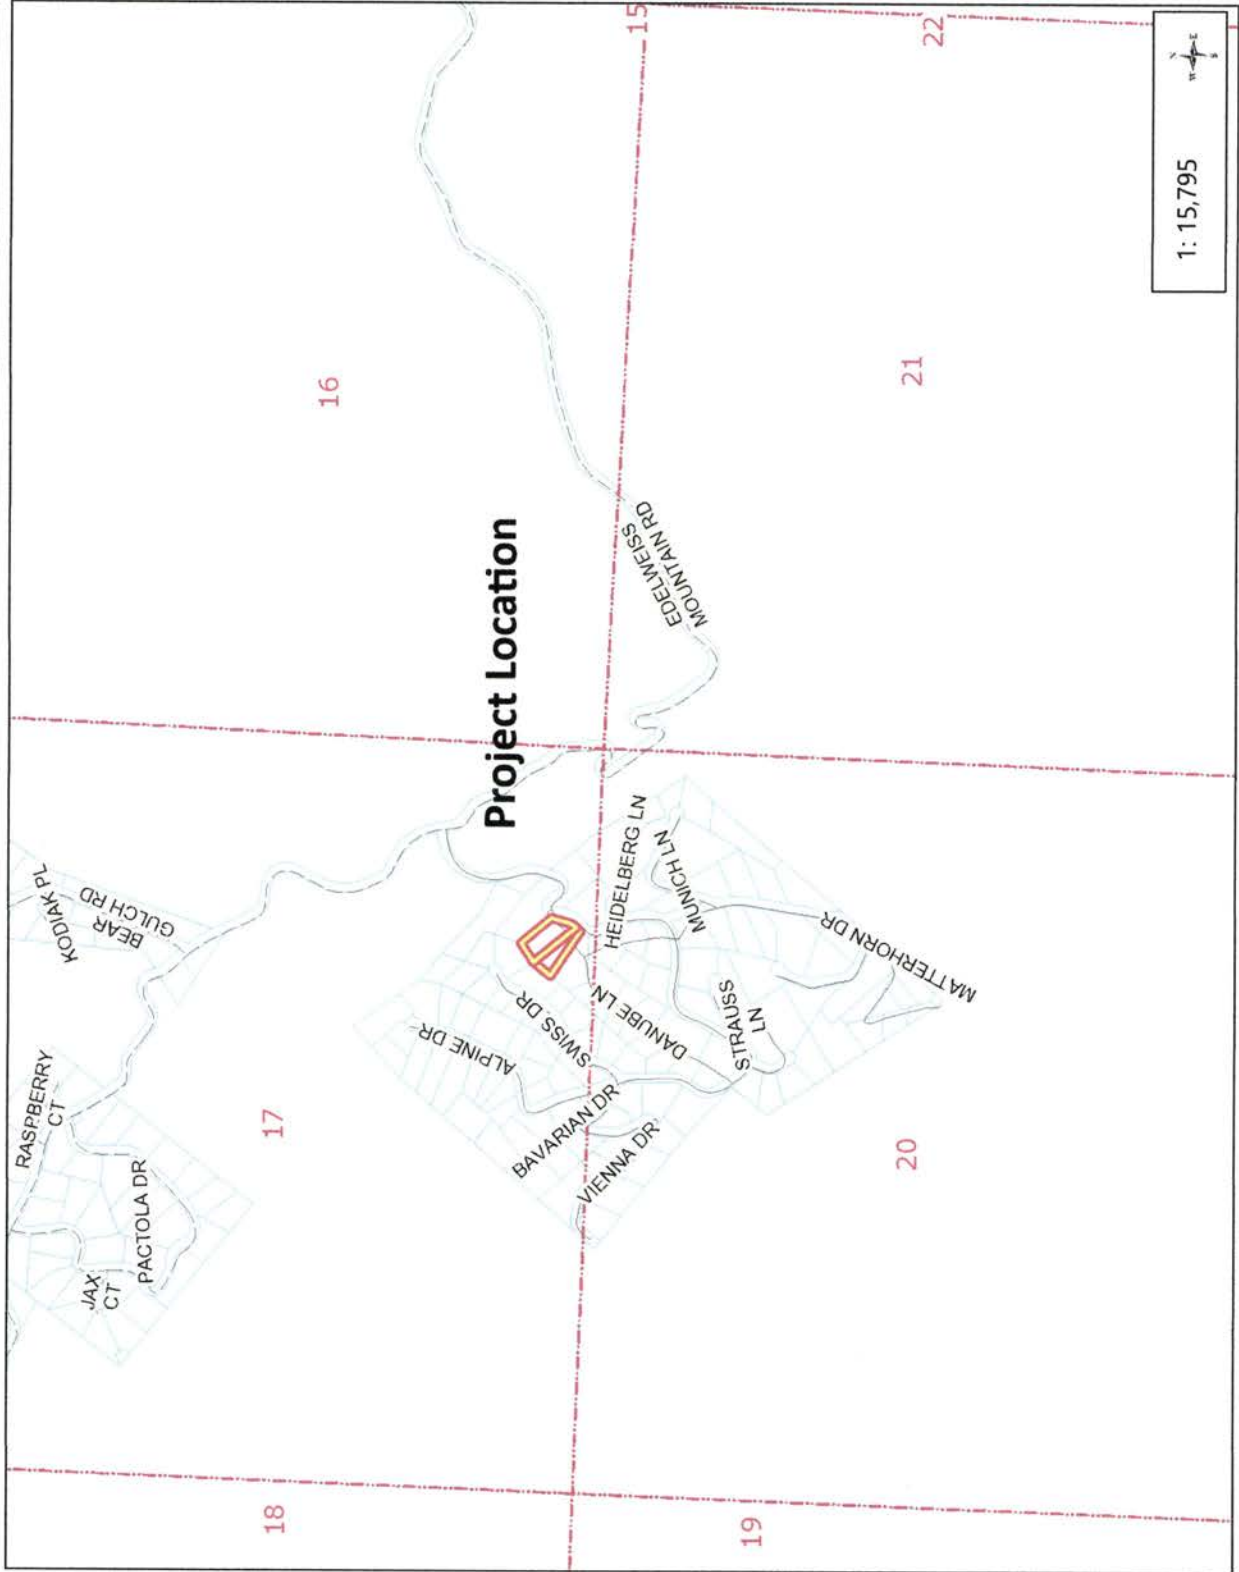 KODIAK PL
BEAR
GULCH RD
RASPBERRY
CT
JAX
CT
PACTOLA DR
18
17
16
15
Project Location
ALPINE DR
SWISS DR
BAVARIAN DR
VIENNA DR
DANUBE LN
HEIDELBERG LN
MUNICH LN
STRAUSS
LN
MATTERHORN DR
EDELWEISS
MOUNTAIN RD
19
20
21
22
1: 15,795
N
W
E
S